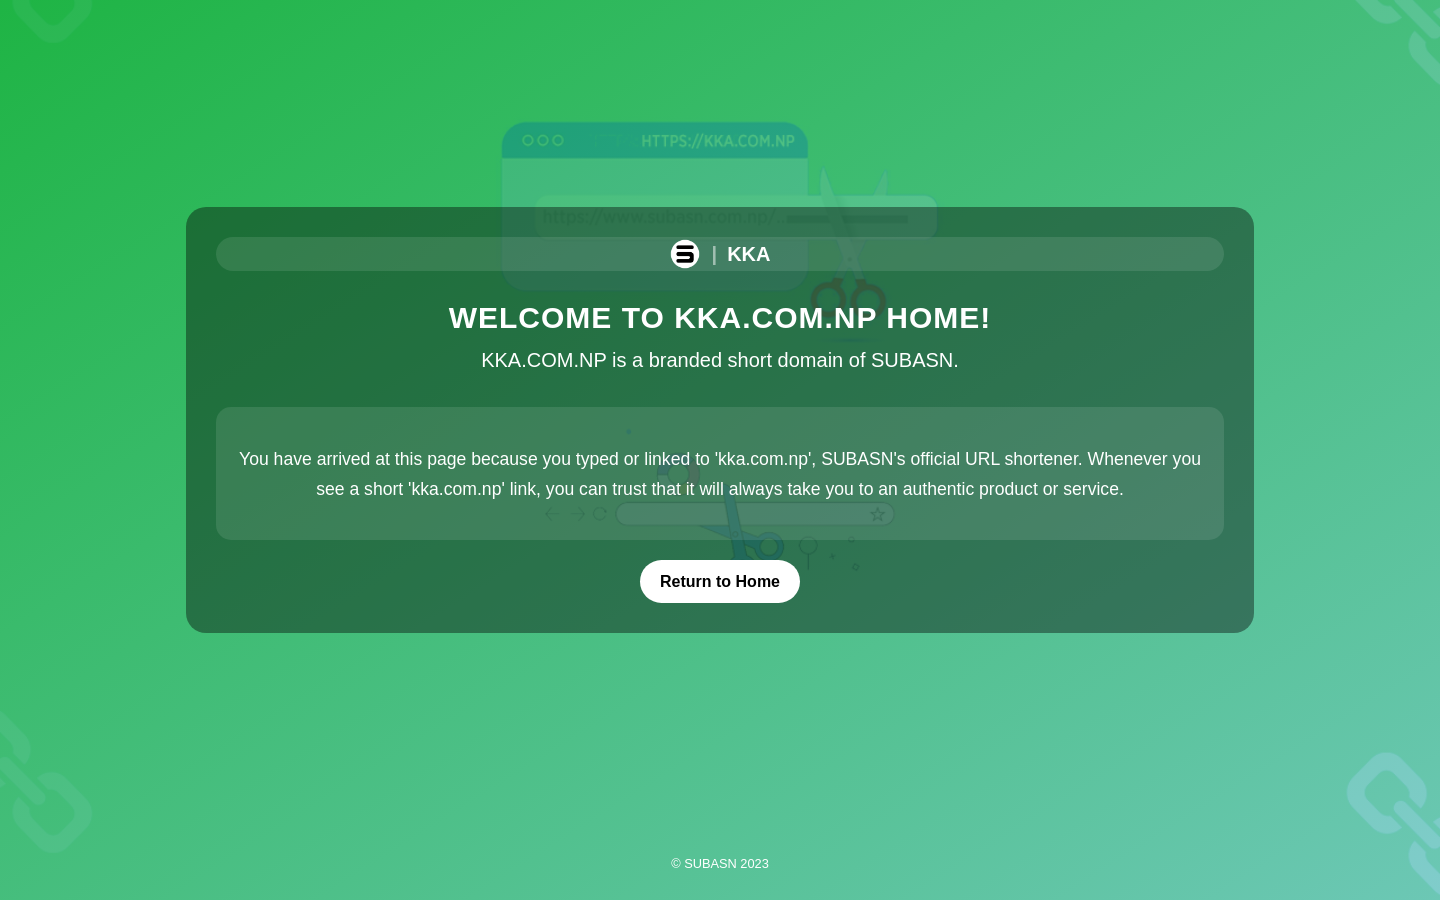 HTTPS://KKA.COM.NP
https://www.subasn.com.np/...
| KKA
WELCOME TO KKA.COM.NP HOME!
KKA.COM.NP is a branded short domain of SUBASN.
You have arrived at this page because you typed or linked to 'kka.com.np', SUBASN's official URL shortener. Whenever you
see a short 'kka.com.np' link, you can trust that it will always take you to an authentic product or service.
Return to Home
© SUBASN 2023